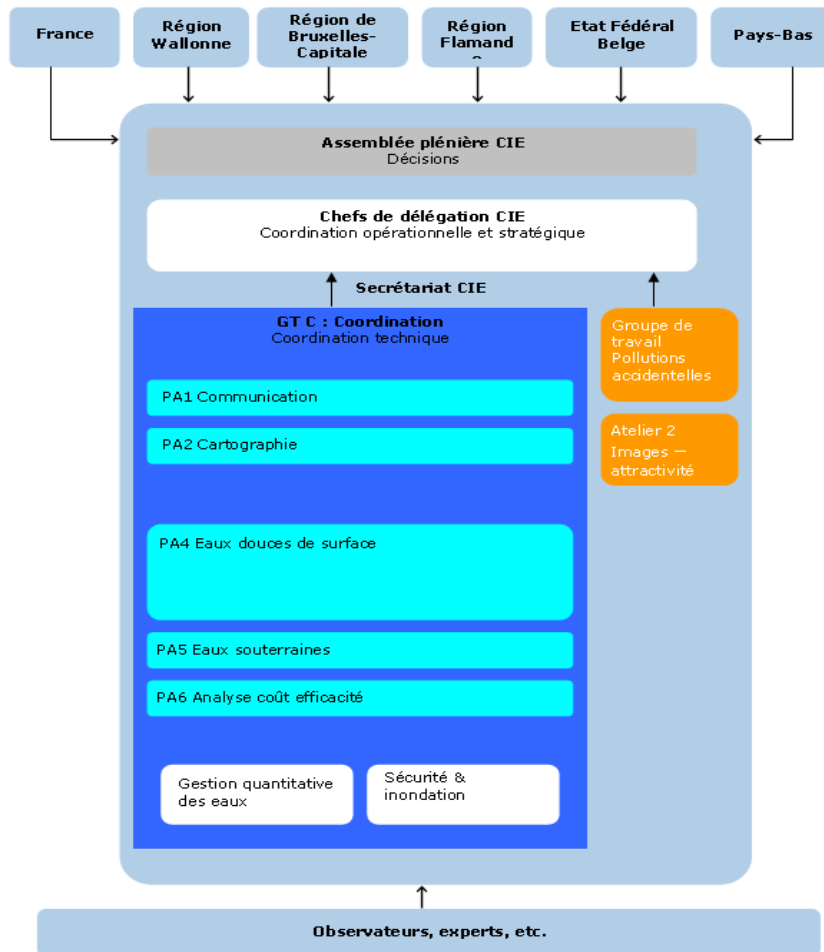 France
Région
Wallonne
Région de
Bruxelles-
Capitale
Région
Flamand
Etat Fédéral
Belge
Pays-Bas
Assemblée plénière CIE
Décisions
Chefs de délégation CIE
Coordination opérationnelle et stratégique
Secrétariat CIE
GT C : Coordination
Coordination technique
PA1 Communication
PA2 Cartographie
PA4 Eaux douces de surface
PA5 Eaux souterraines
PA6 Analyse coût efficacité
Gestion quantitative
des eaux
Sécurité &
inondation
Groupe de
travail
Pollutions
accidentelles
Atelier 2
Images —
attractivité
Observateurs, experts, etc.